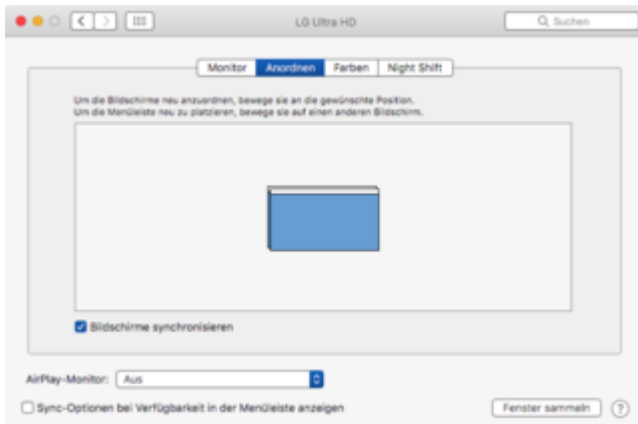 LG Ultra HD
Suchen
Monitor Anordnen Farben Night Shift
Um die Bildschirme neu anzuordnen, bewege sie an die gewünschte Position.
Um die Menüleiste neu zu platzieren, bewege sie auf einen anderen Bildschirm.
Bildschirme synchronisieren
AirPlay-Monitor: Aus
Sync-Optionen bei Verfügbarkeit in der Menüleiste anzeigen
Fenster sammeln ?